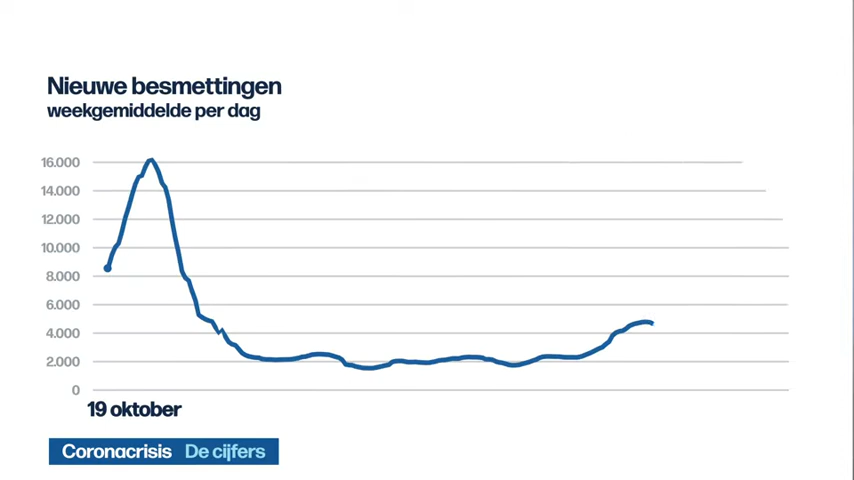 Nieuwe besmettingen
weekgemiddelde per dag
16.000
14.000
12.000
10.000
8.000
6.000
4.000
2.000
0
19 oktober
Coronacrisis De cijfers